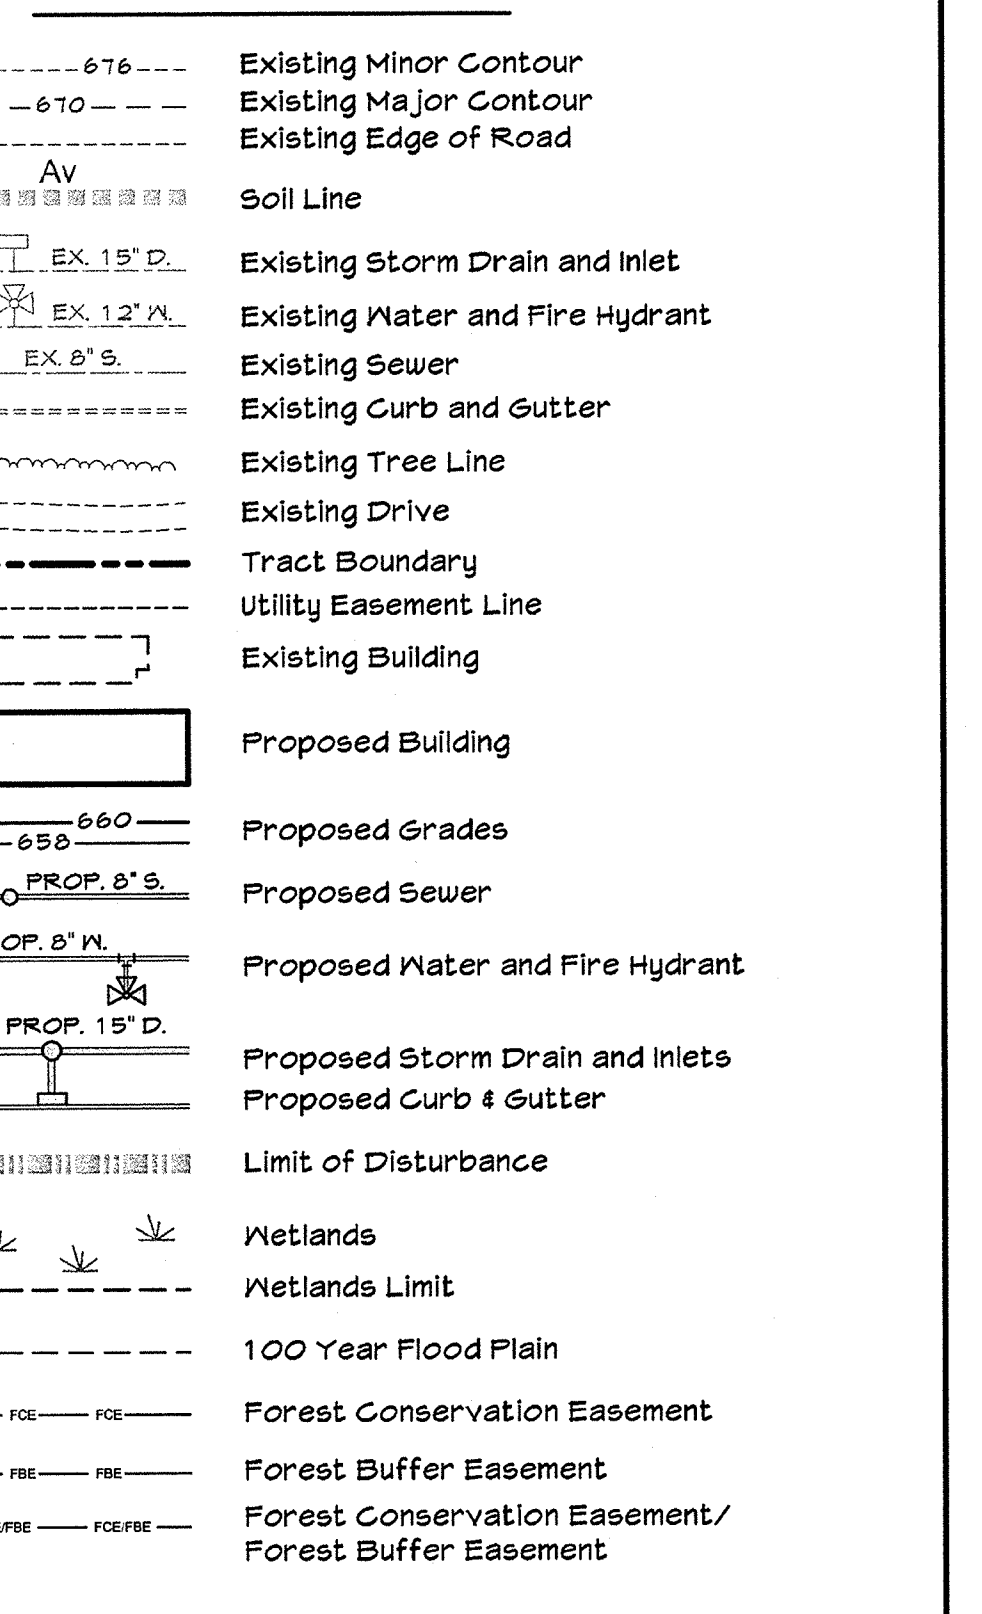 676 Existing Minor Contour
670 Existing Major Contour
Existing Edge of Road
Av
Soil Line
EX. 15" D. Existing Storm Drain and Inlet
EX. 12" W. Existing Water and Fire Hydrant
EX. 8" S. Existing Sewer
Existing Curb and Gutter
Existing Tree Line
Existing Drive
Tract Boundary
Utility Easement Line
Existing Building
Proposed Building
660
658
Proposed Grades
PROP. 8" S. Proposed Sewer
OP. 8" W.
Proposed Water and Fire Hydrant
PROP. 15" D.
Proposed Storm Drain and Inlets
Proposed Curb & Gutter
Limit of Disturbance
Wetlands
Wetlands Limit
100 Year Flood Plain
FCE FCE Forest Conservation Easement
FBE FBE Forest Buffer Easement
/FBE FCE/FBE Forest Conservation Easement/
Forest Buffer Easement